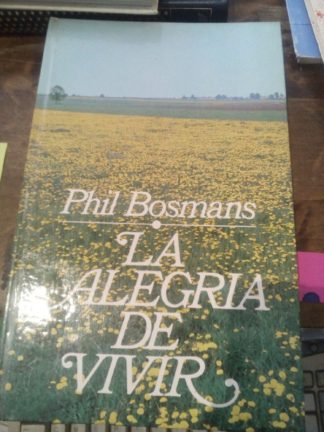 Phil Bosmans
LA
ALEGRIA
DE
VIVIR